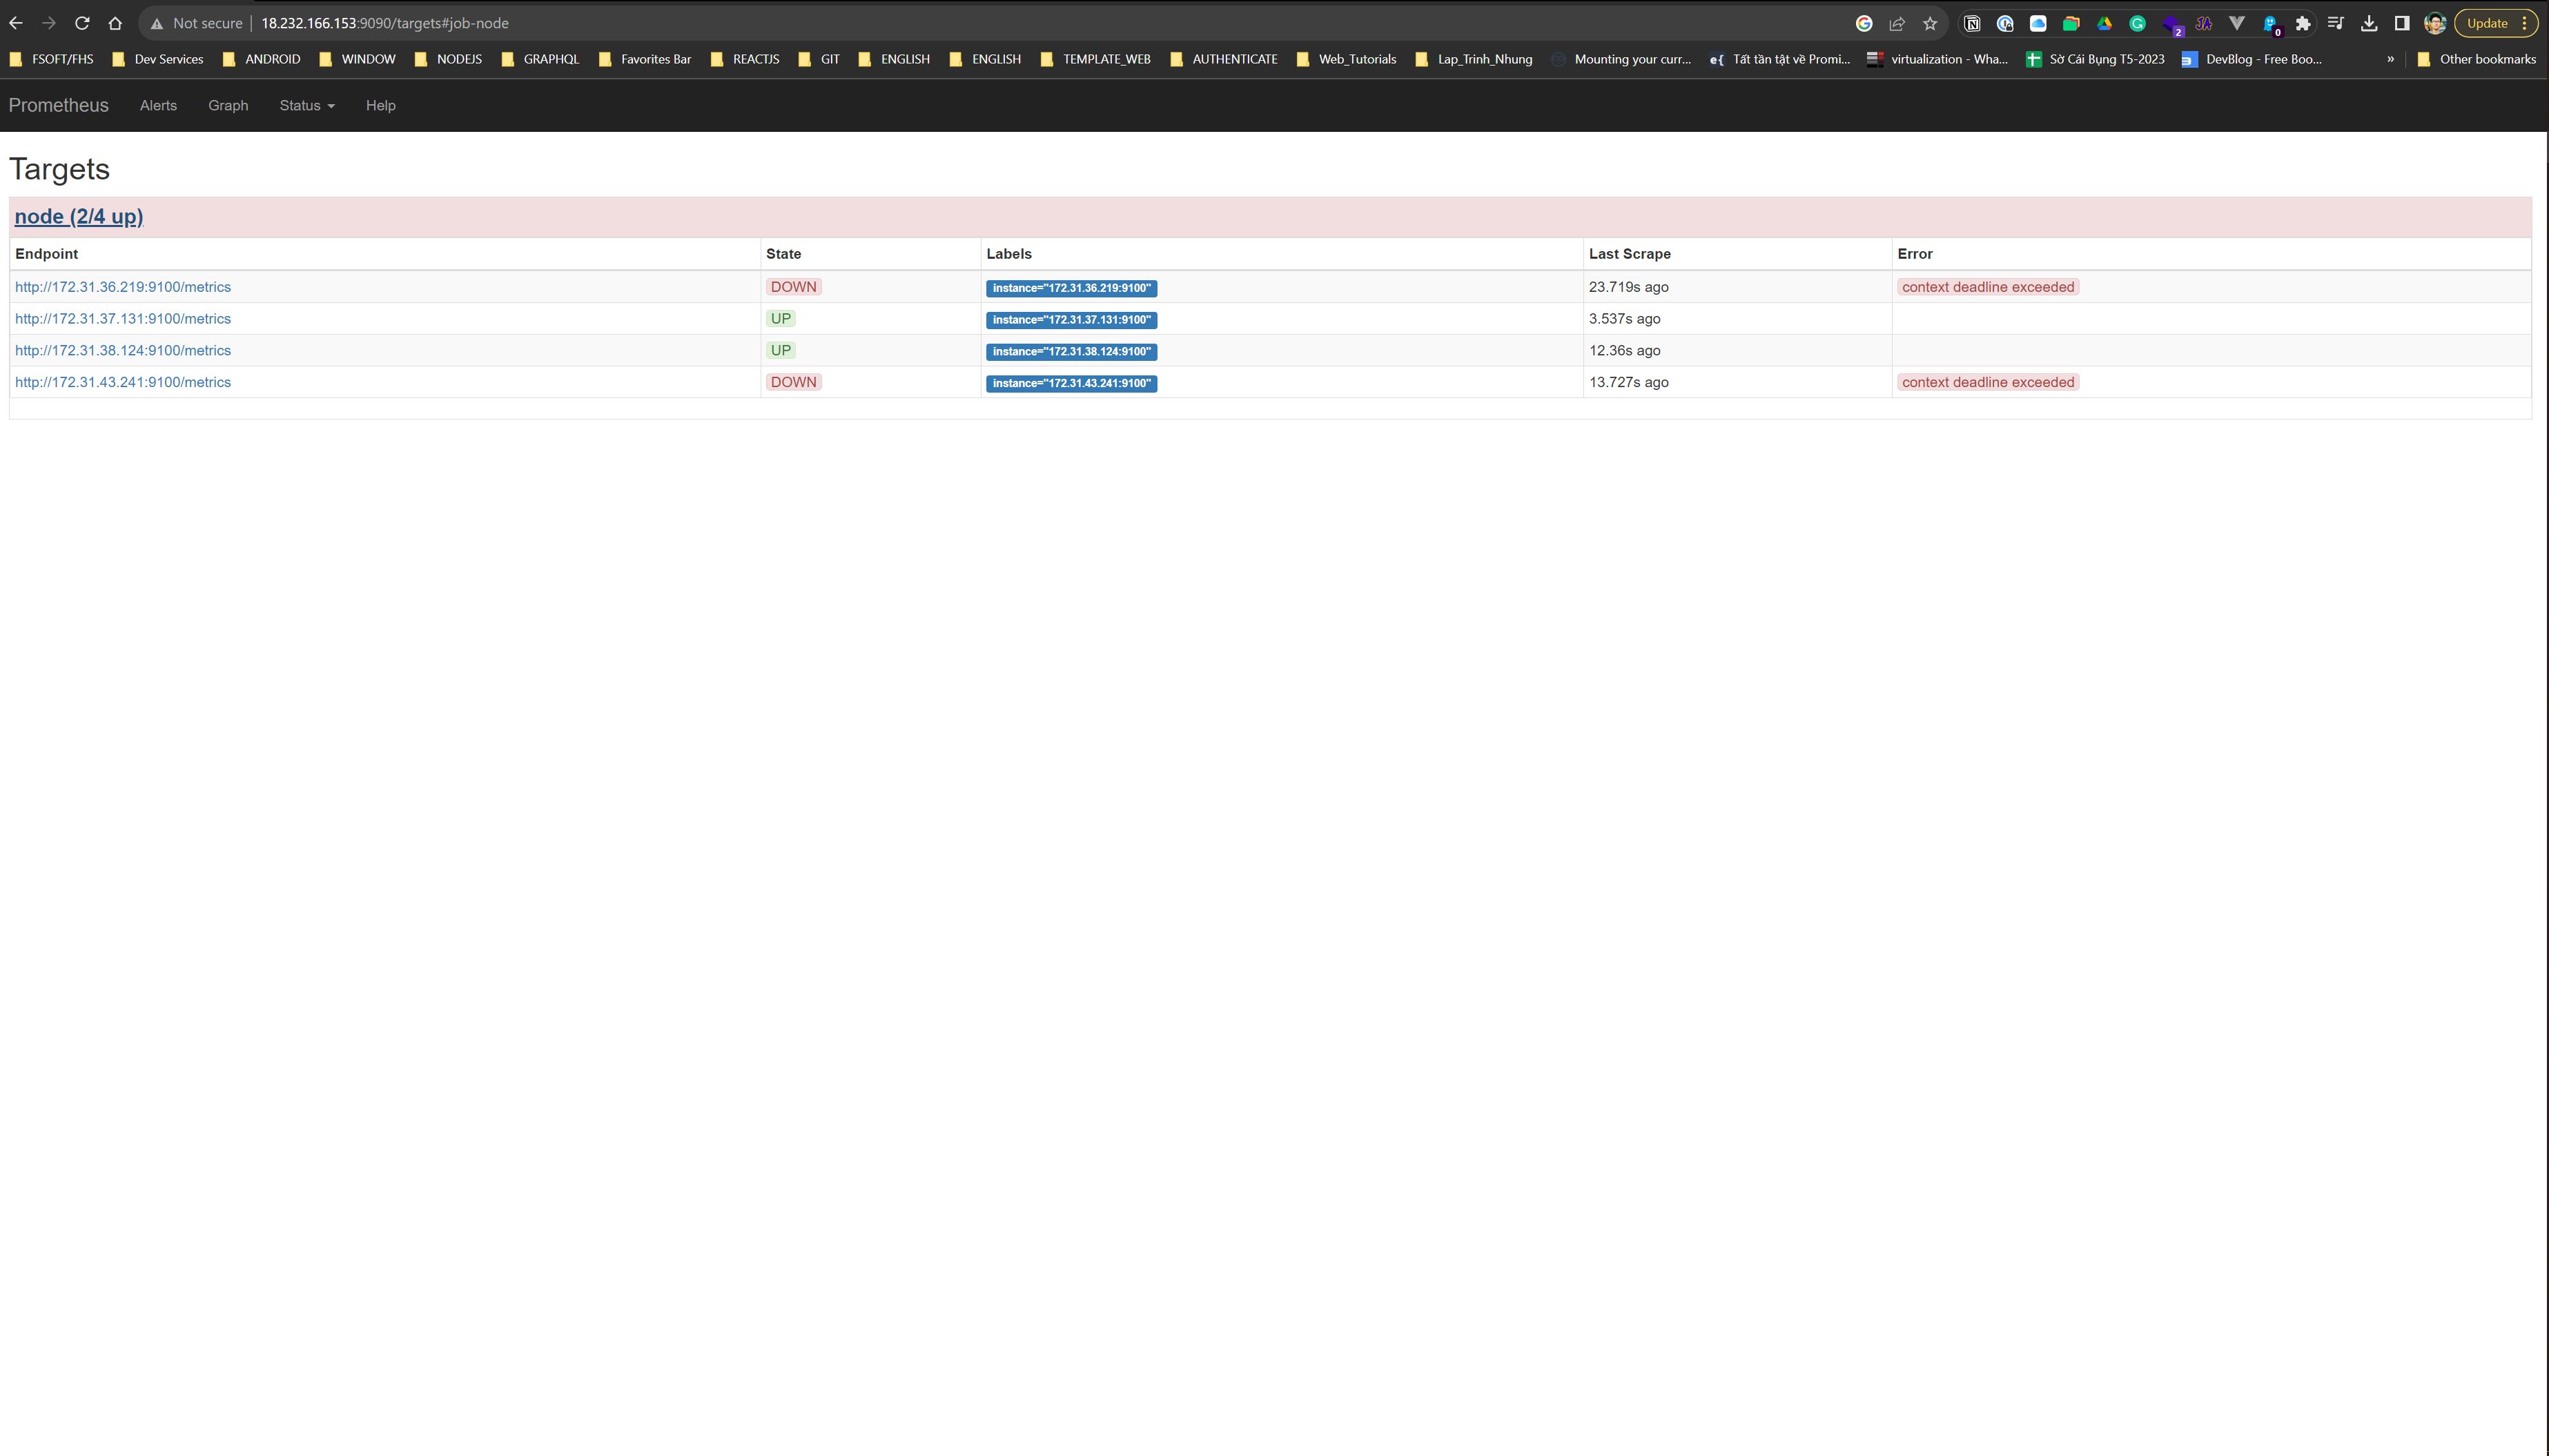 Not secure 18.232.166.153:9090/targets#job-node Update
FSOFT/FHS Dev Services ANDROID WINDOW NODEJS GRAPHQL Favorites Bar REACTJS GIT ENGLISH ENGLISH TEMPLATE_WEB AUTHENTICATE Web_Tutorials Lap_Trinh_Nhung Mounting your curr... Tất tần tật về Promi... virtualization - Wha... Sờ Cái Bụng T5-2023 DevBlog - Free Boo... » Other bookmarks
Prometheus Alerts Graph Status Help
Targets
node (2/4 up)
Endpoint State Labels Last Scrape Error
http://172.31.36.219:9100/metrics DOWN instance="172.31.36.219:9100" 23.719s ago context deadline exceeded
http://172.31.37.131:9100/metrics UP instance="172.31.37.131:9100" 3.537s ago
http://172.31.38.124:9100/metrics UP instance="172.31.38.124:9100" 12.36s ago
http://172.31.43.241:9100/metrics DOWN instance="172.31.43.241:9100" 13.727s ago context deadline exceeded